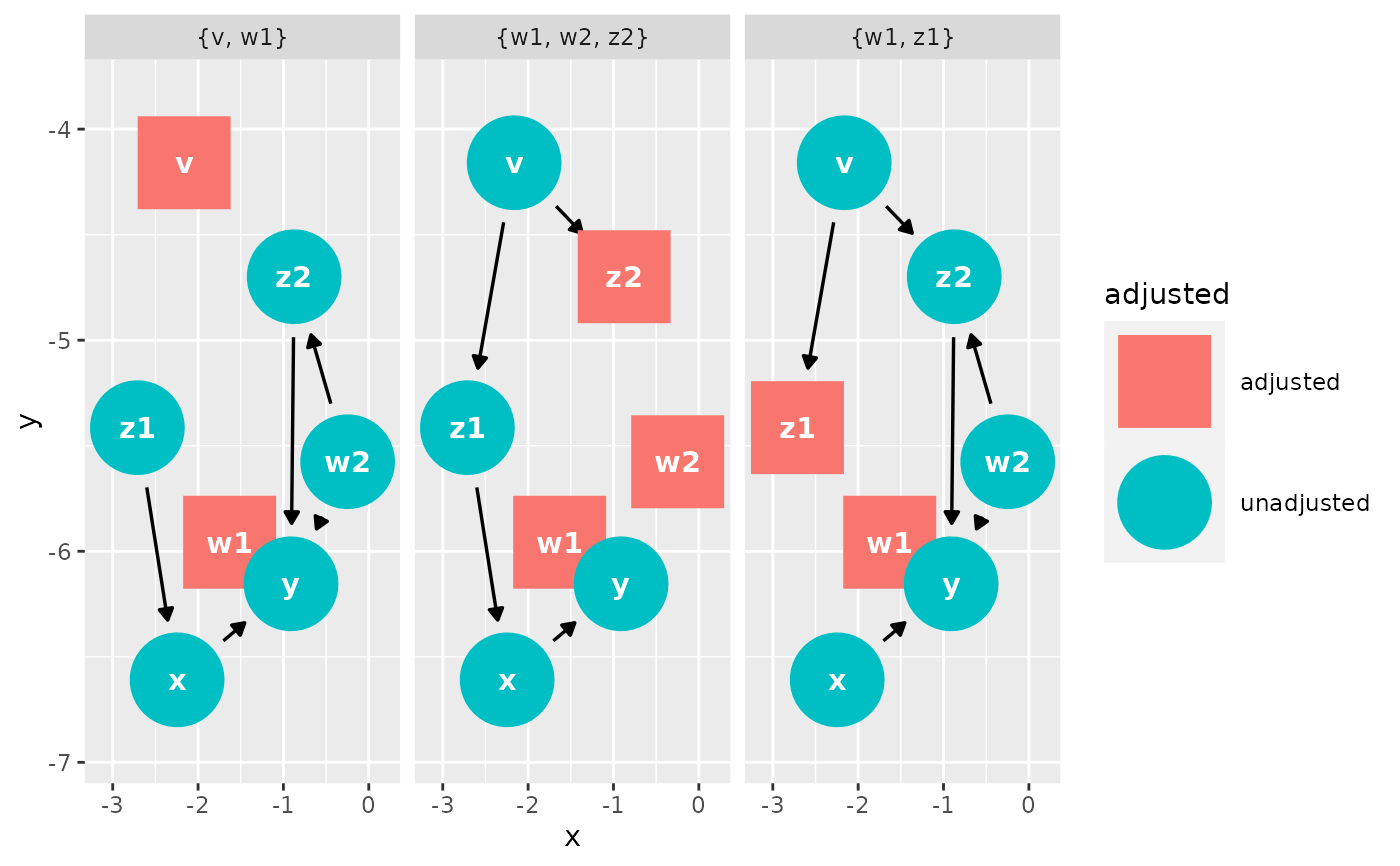 {v, w1}
{w1, w2, z2}
{w1, z1}
-4
-5
-6
-7
y
v
z2
z1
w2
w1
y
x
v
z2
z1
w2
w1
y
x
v
z2
z1
w2
w1
y
x
-3
-2
-1
0
-3
-2
-1
0
-3
-2
-1
0
x
adjusted
adjusted
unadjusted